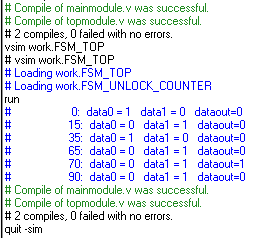 # Compile of mainmodule.v was successful.
# Compile of topmodule.v was successful.
# 2 compiles, 0 failed with no errors.
vsim work.FSM_TOP
# vsim work.FSM_TOP
# Loading work.FSM_TOP
# Loading work.FSM_UNLOCK_COUNTER
run
# 0: data0 = 1 data1 = 0 dataout=0
# 15: data0 = 0 data1 = 1 dataout=0
# 35: data0 = 1 data1 = 0 dataout=0
# 65: data0 = 0 data1 = 1 dataout=0
# 70: data0 = 0 data1 = 1 dataout=1
# 90: data0 = 0 data1 = 1 dataout=0
# Compile of mainmodule.v was successful.
# Compile of topmodule.v was successful.
# 2 compiles, 0 failed with no errors.
quit -sim